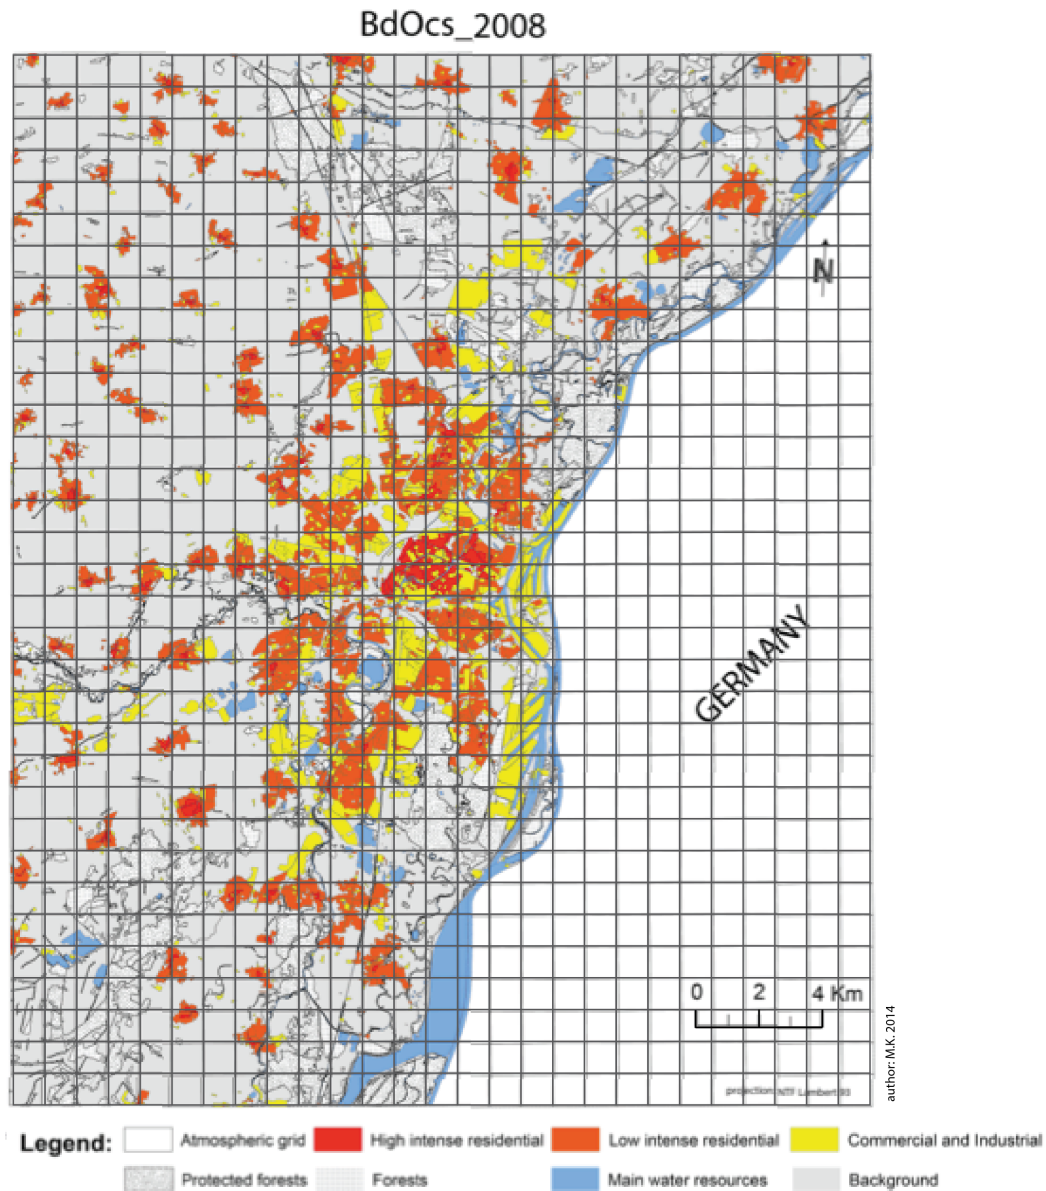 BdOcs_2008
N
GERMANY
0 2 4 Km
author: M.K. 2014
projection: NTF Lambert 93
Legend:
Atmospheric grid
High intense residential
Low intense residential
Commercial and Industrial
Protected forests
Forests
Main water resources
Background